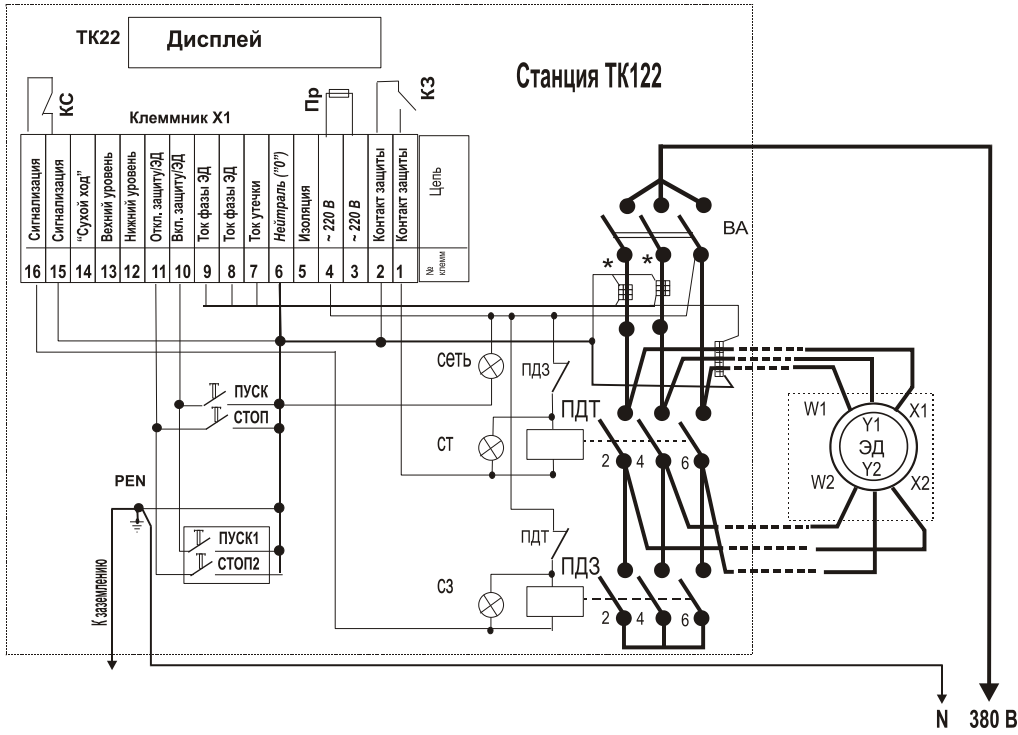 ТК22
Дисплей
Станция ТК122
КС
Пр
КЗ
Клеммник X1
Сигнализация
Сигнализация
"Сухой ход"
Вехний уровень
Нижний уровень
Откл. защиту/ЭД
Вкл. защиту/ЭД
Ток фазы ЭД
Ток фазы ЭД
Ток утечки
Нейтраль ("0")
Изоляция
~ 220 В
~ 220 В
Контакт защиты
Контакт защиты
Цепь
16 15 14 13 12 11 10 9 8 7 6 5 4 3 2 1
№
клемм
ВА
* *
сеть
ПДЗ
ПУСК
СТОП
ПДТ
СТ
2 4 6
W1 X1
Y1
ЭД
Y2
W2 X2
PEN
ПУСК1
СТОП2
ПДТ
ПДЗ
СЗ
2 4 6
К заземлению
N 380 В